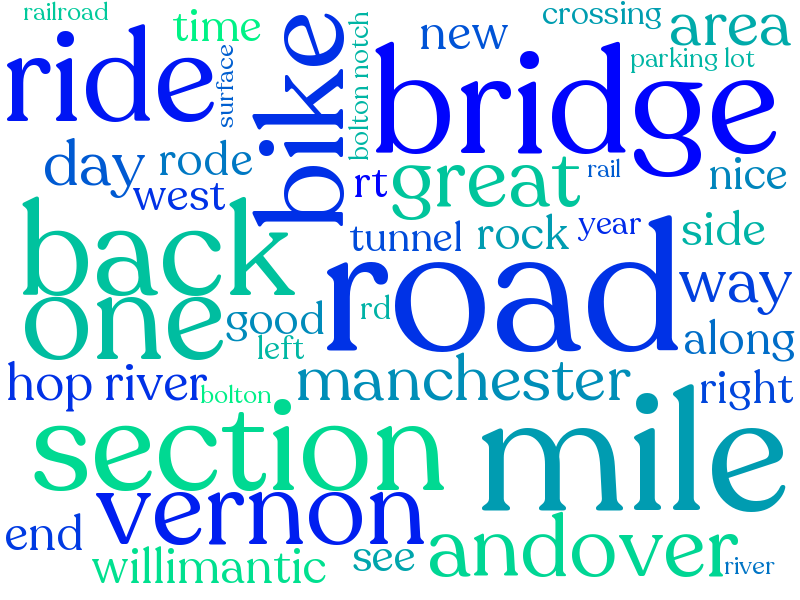 railroad
time
surface
bike
bolton notch
new
crossing
area
ride
bridge
parking lot
day
rode
west
rt
great
rail
nice
back
tunnel
rock
year
side
one
good
rd
road
way
left
along
hop river
bolton
manchester
right
section
mile
vernon
end
willimantic
see
andover
river